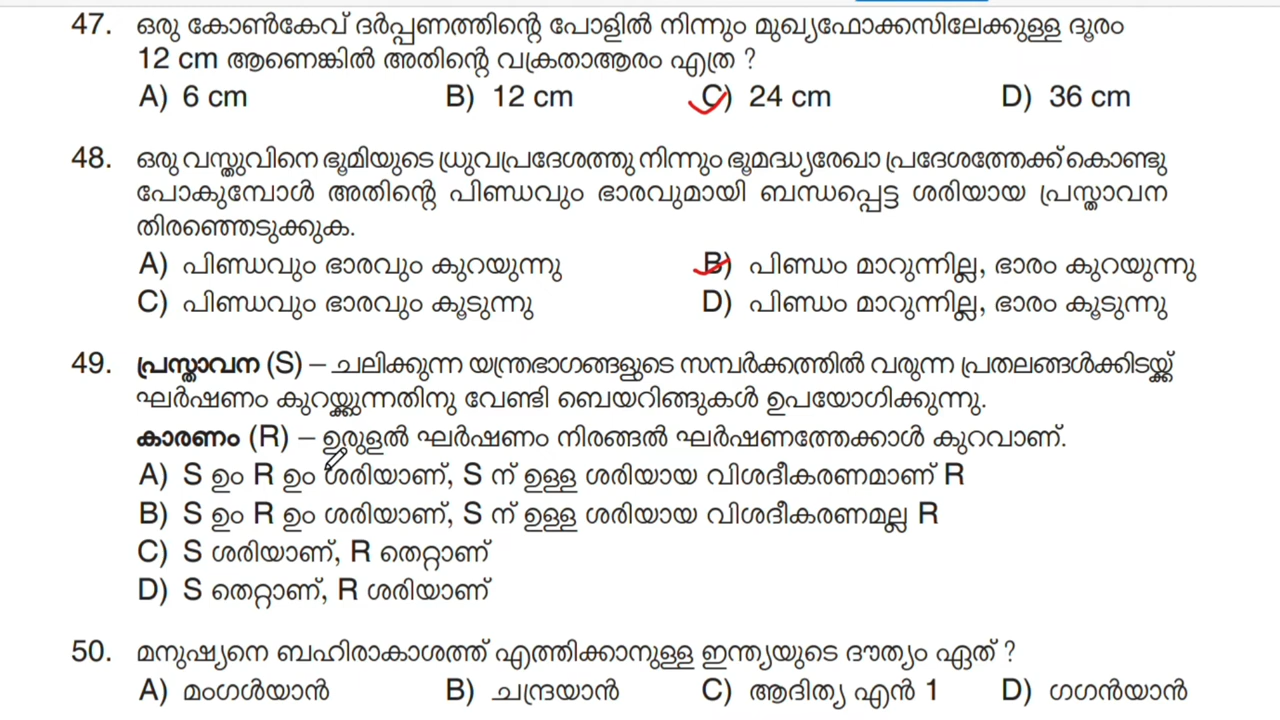 47. ഒരു കോൺകേവ് ദർപ്പണത്തിന്റെ പോളിൽ നിന്നും മുഖ്യഫോക്കസിലേക്കുള്ള ദൂരം
12 cm ആണെങ്കിൽ അതിന്റെ വക്രതാആരം എത്ര ?
A) 6 cm B) 12 cm C) 24 cm D) 36 cm
48. ഒരു വസ്തുവിനെ ഭൂമിയുടെ ധ്രുവപ്രദേശത്തു നിന്നും ഭൂമദ്ധ്യരേഖാ പ്രദേശത്തേക്ക് കൊണ്ടു
പോകുമ്പോൾ അതിന്റെ പിണ്ഡവും ഭാരവുമായി ബന്ധപ്പെട്ട ശരിയായ പ്രസ്താവന
തിരഞ്ഞെടുക്കുക.
A) പിണ്ഡവും ഭാരവും കുറയുന്നു B) പിണ്ഡം മാറുന്നില്ല, ഭാരം കുറയുന്നു
C) പിണ്ഡവും ഭാരവും കൂടുന്നു D) പിണ്ഡം മാറുന്നില്ല, ഭാരം കൂടുന്നു
49. പ്രസ്താവന (S) – ചലിക്കുന്ന യന്ത്രഭാഗങ്ങളുടെ സമ്പർക്കത്തിൽ വരുന്ന പ്രതലങ്ങൾക്കിടയ്ക്ക്
ഘർഷണം കുറയ്ക്കുന്നതിനു വേണ്ടി ബെയറിങ്ങുകൾ ഉപയോഗിക്കുന്നു.
കാരണം (R) – ഉരുളൽ ഘർഷണം നിരങ്ങൽ ഘർഷണത്തേക്കാൾ കുറവാണ്.
A) S ഉം R ഉം ശരിയാണ്, S ന് ഉള്ള ശരിയായ വിശദീകരണമാണ് R
B) S ഉം R ഉം ശരിയാണ്, S ന് ഉള്ള ശരിയായ വിശദീകരണമല്ല R
C) S ശരിയാണ്, R തെറ്റാണ്
D) S തെറ്റാണ്, R ശരിയാണ്
50. മനുഷ്യനെ ബഹിരാകാശത്ത് എത്തിക്കാനുള്ള ഇന്ത്യയുടെ ദൗത്യം ഏത് ?
A) മംഗൾയാൻ B) ചന്ദ്രയാൻ C) ആദിത്യ എൻ 1 D) ഗഗൻയാൻ